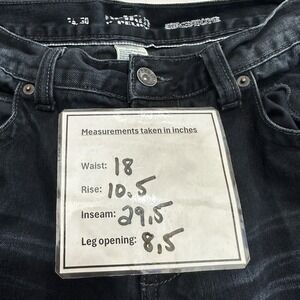 Measurements taken in inches
Waist: 18
Rise: 10.5
Inseam: 29.5
Leg opening: 8,5